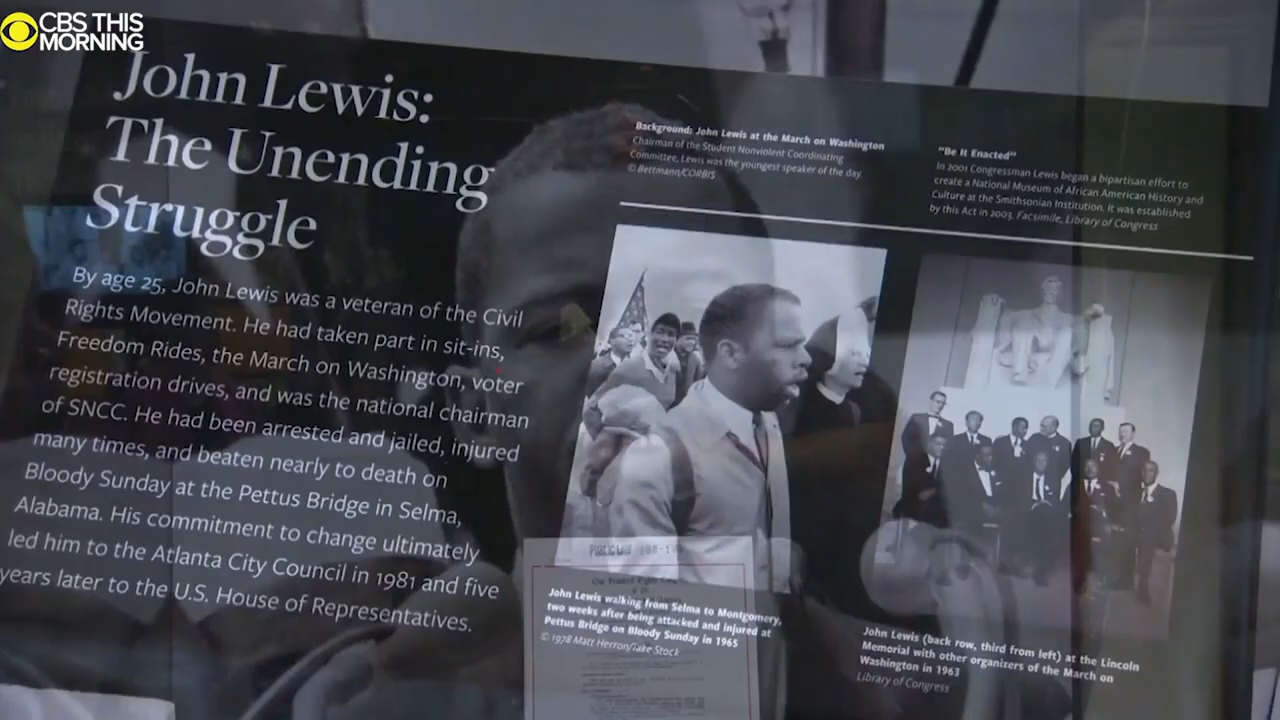 CBS THIS
MORNING
John Lewis:
The Unending
Struggle
By age 25, John Lewis was a veteran of the Civil
Rights Movement. He had taken part in sit-ins,
Freedom Rides, the March on Washington, voter
registration drives, and was the national chairman
of SNCC. He had been arrested and jailed, injured
many times, and beaten nearly to death on
Bloody Sunday at the Pettus Bridge in Selma,
Alabama. His commitment to change ultimately
led him to the Atlanta City Council in 1981 and five
years later to the U.S. House of Representatives.
Background: John Lewis at the March on Washington
Chairman of the Student Nonviolent Coordinating
Committee, Lewis was the youngest speaker of the day.
© Bettmann/CORBIS
"Be It Enacted"
In 2001 Congressman Lewis began a bipartisan effort to
create a National Museum of African American History and
Culture at the Smithsonian Institution. It was established
by this Act in 2003. Facsimile, Library of Congress
PUBLIC LAW
John Lewis walking from Selma to Montgomery,
two weeks after being attacked and injured at
Pettus Bridge on Bloody Sunday in 1965
© 1978 Matt Herron/Take Stock
John Lewis (back row, third from left) at the Lincoln
Memorial with other organizers of the March on
Washington in 1963
Library of Congress